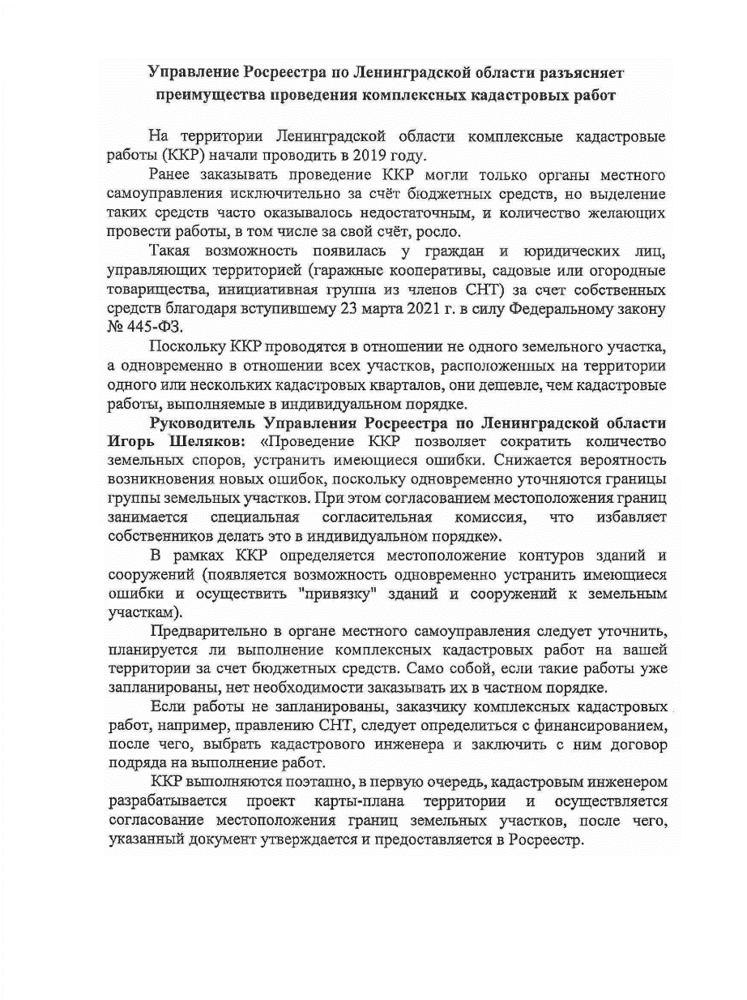 Управление Росреестра по Ленинградской области разъясняет
преимущества проведения комплексных кадастровых работ
На территории Ленинградской области комплексные кадастровые
работы (ККР) начали проводить в 2019 году.
Ранее заказывать проведение ККР могли только органы местного
самоуправления исключительно за счёт бюджетных средств, но выделение
таких средств часто оказывалось недостаточным, и количество желающих
провести работы, в том числе за свой счёт, росло.
Такая возможность появилась у граждан и юридических лиц,
управляющих территорией (гаражные кооперативы, садовые или огородные
товарищества, инициативная группа из членов СНТ) за счет собственных
средств благодаря вступившему 23 марта 2021 г. в силу Федеральному закону
№ 445-ФЗ.
Поскольку ККР проводятся в отношении не одного земельного участка,
а одновременно в отношении всех участков, расположенных на территории
одного или нескольких кадастровых кварталов, они дешевле, чем кадастровые
работы, выполняемые в индивидуальном порядке.
Руководитель Управления Росреестра по Ленинградской области
Игорь Шеляков: «Проведение ККР позволяет сократить количество
земельных споров, устранить имеющиеся ошибки. Снижается вероятность
возникновения новых ошибок, поскольку одновременно уточняются границы
группы земельных участков. При этом согласованием местоположения границ
занимается специальная согласительная комиссия, что избавляет
собственников делать это в индивидуальном порядке».
В рамках ККР определяется местоположение контуров зданий и
сооружений (появляется возможность одновременно устранить имеющиеся
ошибки и осуществить "привязку" зданий и сооружений к земельным
участкам).
Предварительно в органе местного самоуправления следует уточнить,
планируется ли выполнение комплексных кадастровых работ на вашей
территории за счет бюджетных средств. Само собой, если такие работы уже
запланированы, нет необходимости заказывать их в частном порядке.
Если работы не запланированы, заказчику комплексных кадастровых
работ, например, правлению СНТ, следует определиться с финансированием,
после чего, выбрать кадастрового инженера и заключить с ним договор
подряда на выполнение работ.
ККР выполняются поэтапно, в первую очередь, кадастровым инженером
разрабатывается проект карты-плана территории и осуществляется
согласование местоположения границ земельных участков, после чего,
указанный документ утверждается и предоставляется в Росреестр.